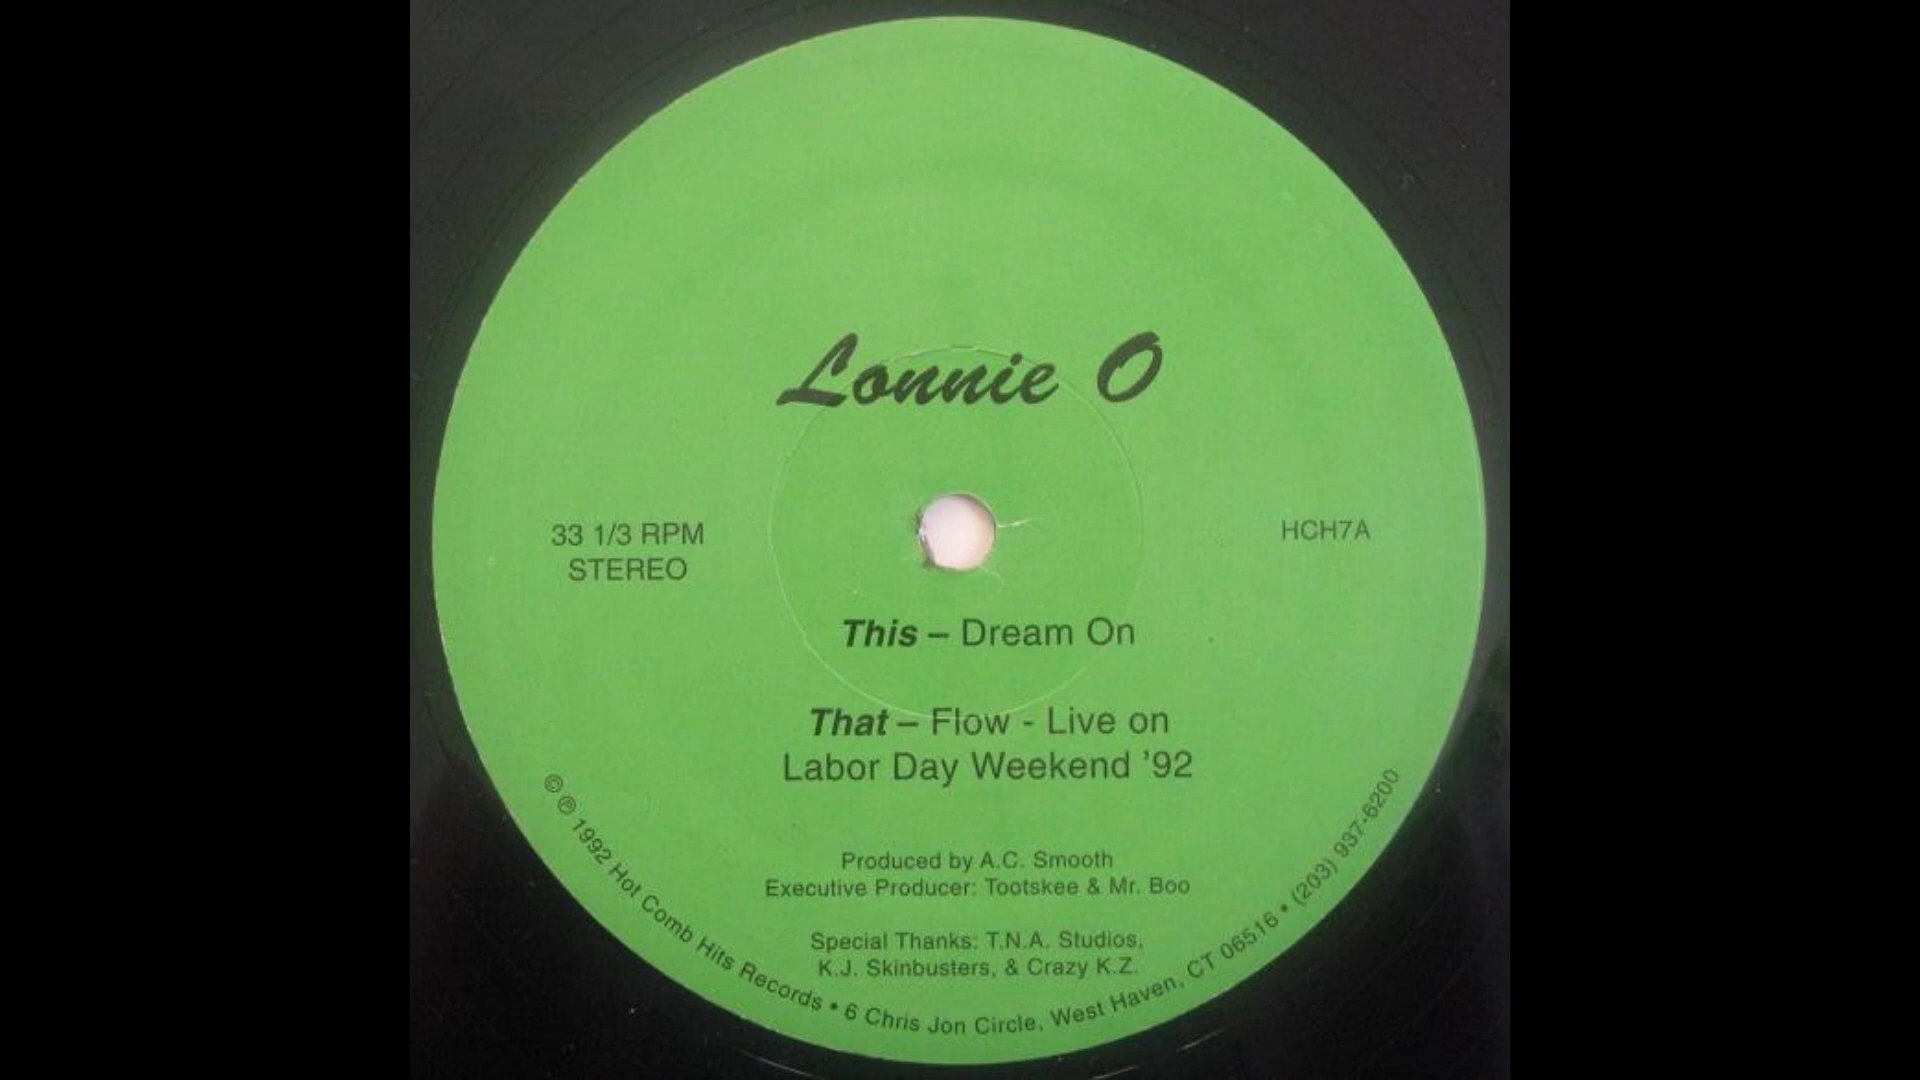 Lonnie O
33 1/3 RPM
STEREO
HCH7A
This – Dream On
That – Flow - Live on
Labor Day Weekend ’92
Produced by A.C. Smooth
Executive Producer: Tootskee & Mr. Boo
Special Thanks: T.N.A. Studios,
K.J. Skinbusters, & Crazy K.Z.
© ℗ 1992 Hot Comb Hits Records • 6 Chris Jon Circle, West Haven, CT 06516 • (203) 937-6200